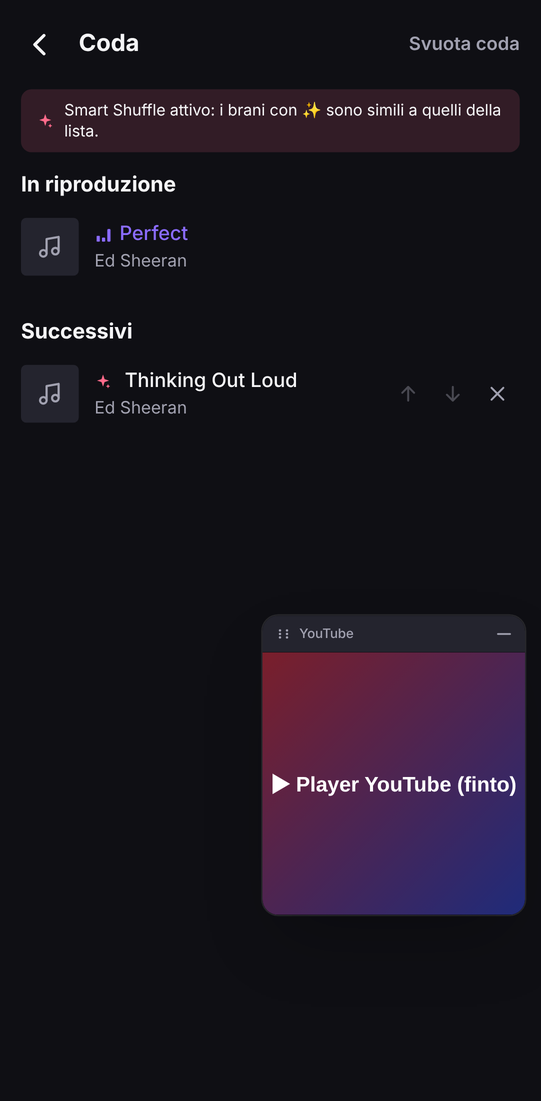 Coda
Svuota coda
Smart Shuffle attivo: i brani con ✨ sono simili a quelli della
lista.
In riproduzione
Perfect
Ed Sheeran
Successivi
Thinking Out Loud
Ed Sheeran
YouTube
▶ Player YouTube (finto)